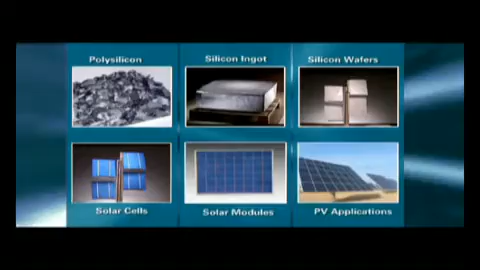 Polysilicon
Silicon Ingot
Silicon Wafers
Solar Cells
Solar Modules
PV Applications